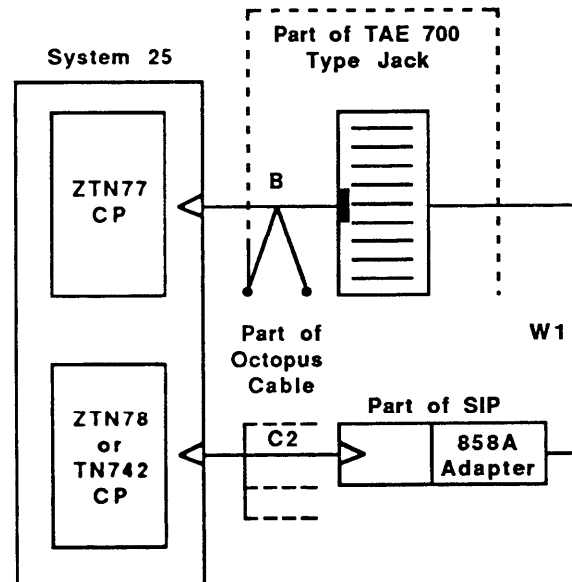 System 25
Part of TAE 700
Type Jack
ZTN77
CP
B
Part of
Octopus
Cable
W1
ZTN78
or
TN742
CP
C2
Part of SIP
858A
Adapter